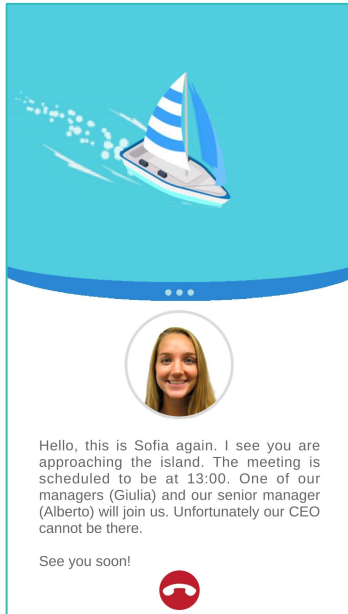 Hello, this is Sofia again. I see you are
approaching the island. The meeting is
scheduled to be at 13:00. One of our
managers (Giulia) and our senior manager
(Alberto) will join us. Unfortunately our CEO
cannot be there.
See you soon!